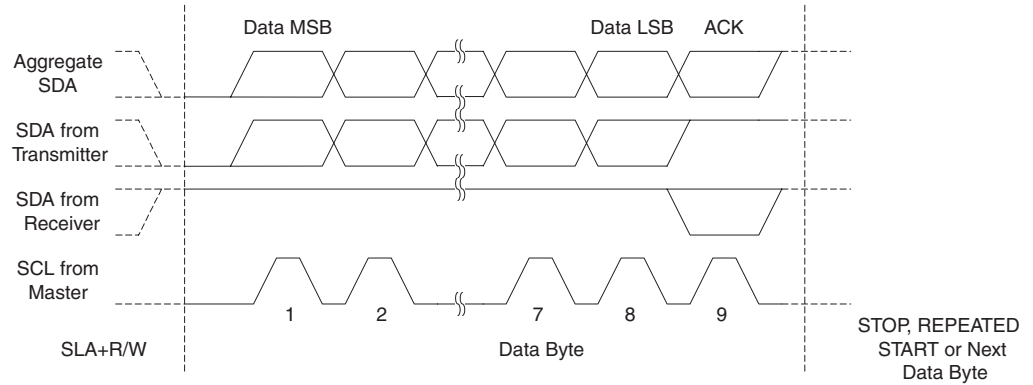 Data MSB
Data LSB
ACK
Aggregate
SDA
SDA from
Transmitter
SDA from
Receiver
SCL from
Master
1
2
7
8
9
SLA+R/W
Data Byte
STOP, REPEATED
START or Next
Data Byte